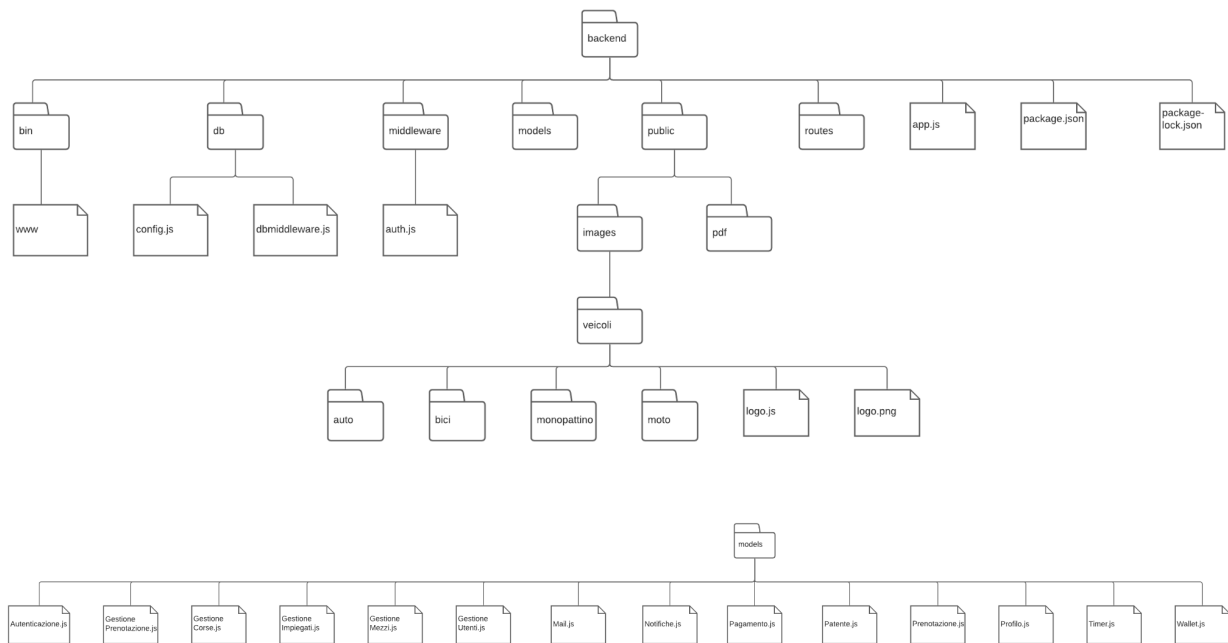 backend
bin
db
middleware
models
public
routes
app.js
package.json
package-
lock.json
www
config.js
dbmiddleware.js
auth.js
images
pdf
veicoli
auto
bici
monopattino
moto
logo.js
logo.png
models
Autenticazione.js
Gestione
Prenotazione.js
Gestione
Corse.js
Gestione
Impiegati.js
Gestione
Mezzi.js
Gestione
Utenti.js
Mail.js
Notifiche.js
Pagamento.js
Patente.js
Prenotazione.js
Profilo.js
Timer.js
Wallet.js